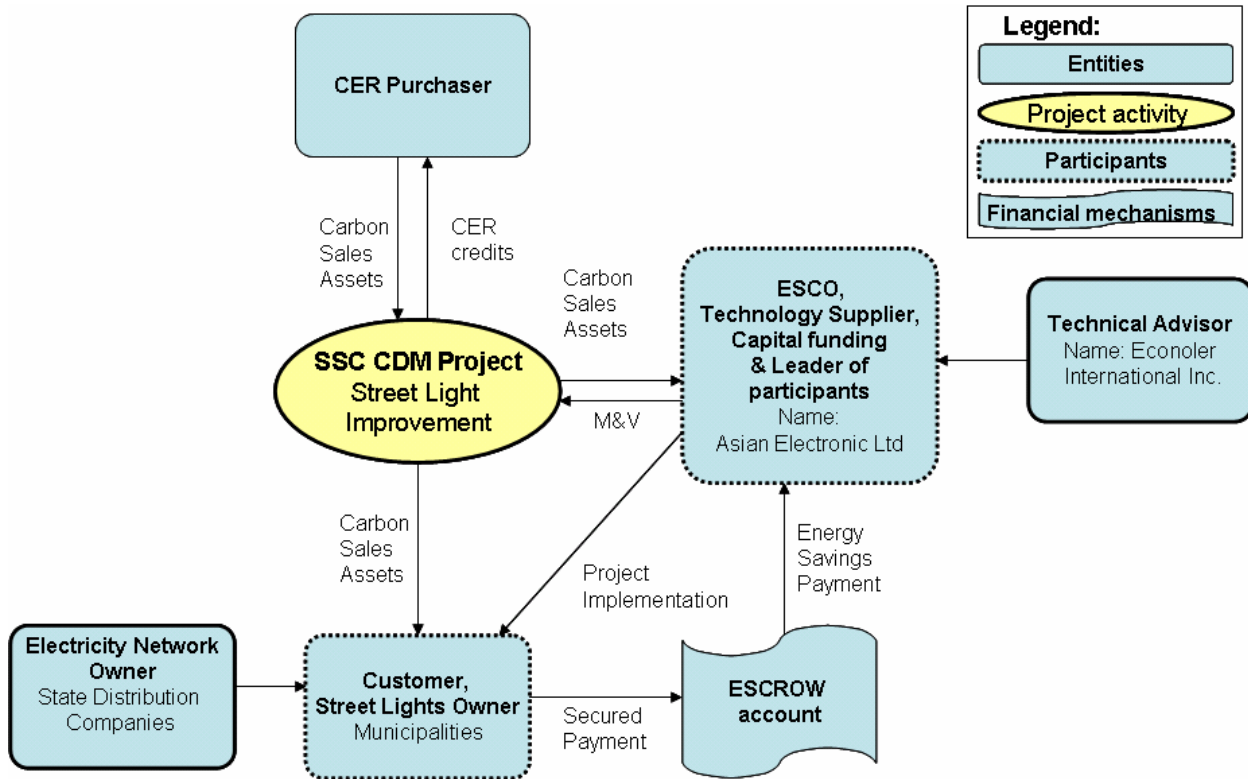 Legend:
Entities
Project activity
Participants
Financial mechanisms
CER Purchaser
Carbon
Sales
Assets
CER
credits
Carbon
Sales
Assets
ESCO,
Technology Supplier,
Capital funding
& Leader of
participants
Name:
Asian Electronic Ltd
Technical Advisor
Name: Econoler
International Inc.
SSC CDM Project
Street Light
Improvement
M&V
Carbon
Sales
Assets
Project
Implementation
Energy
Savings
Payment
Electricity Network
Owner
State Distribution
Companies
Customer,
Street Lights Owner
Municipalities
Secured
Payment
ESCROW
account